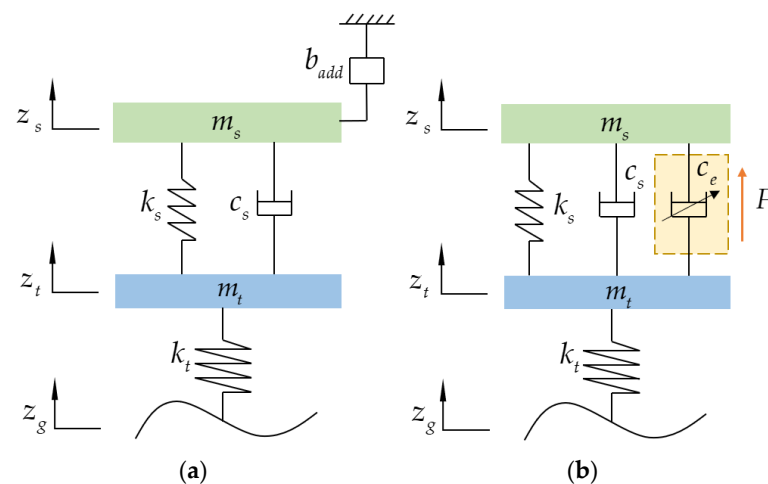 b_add
z_s
m_s
k_s
c_s
z_t
m_t
k_t
z_g
(a)
z_s
m_s
c_s
c_e
k_s
F
z_t
m_t
k_t
z_g
(b)